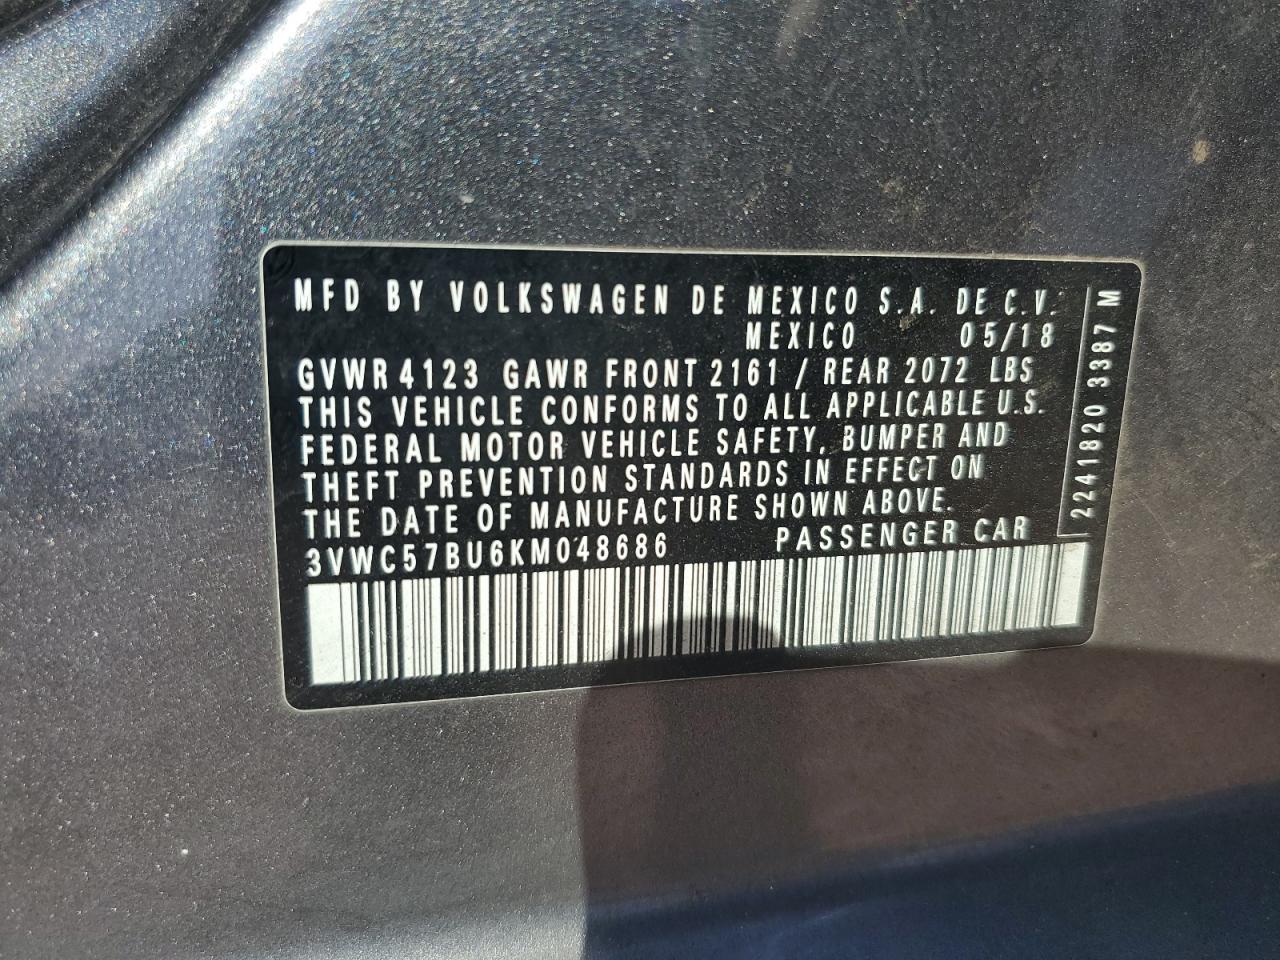 MFD BY VOLKSWAGEN DE MEXICO S.A. DE C.V.
MEXICO 05/18
GVWR 4123 GAWR FRONT 2161 / REAR 2072 LBS
THIS VEHICLE CONFORMS TO ALL APPLICABLE U.S.
FEDERAL MOTOR VEHICLE SAFETY, BUMPER AND
THEFT PREVENTION STANDARDS IN EFFECT ON
THE DATE OF MANUFACTURE SHOWN ABOVE.
3VWC57BU6KM048686 PASSENGER CAR
2241820 3387 M